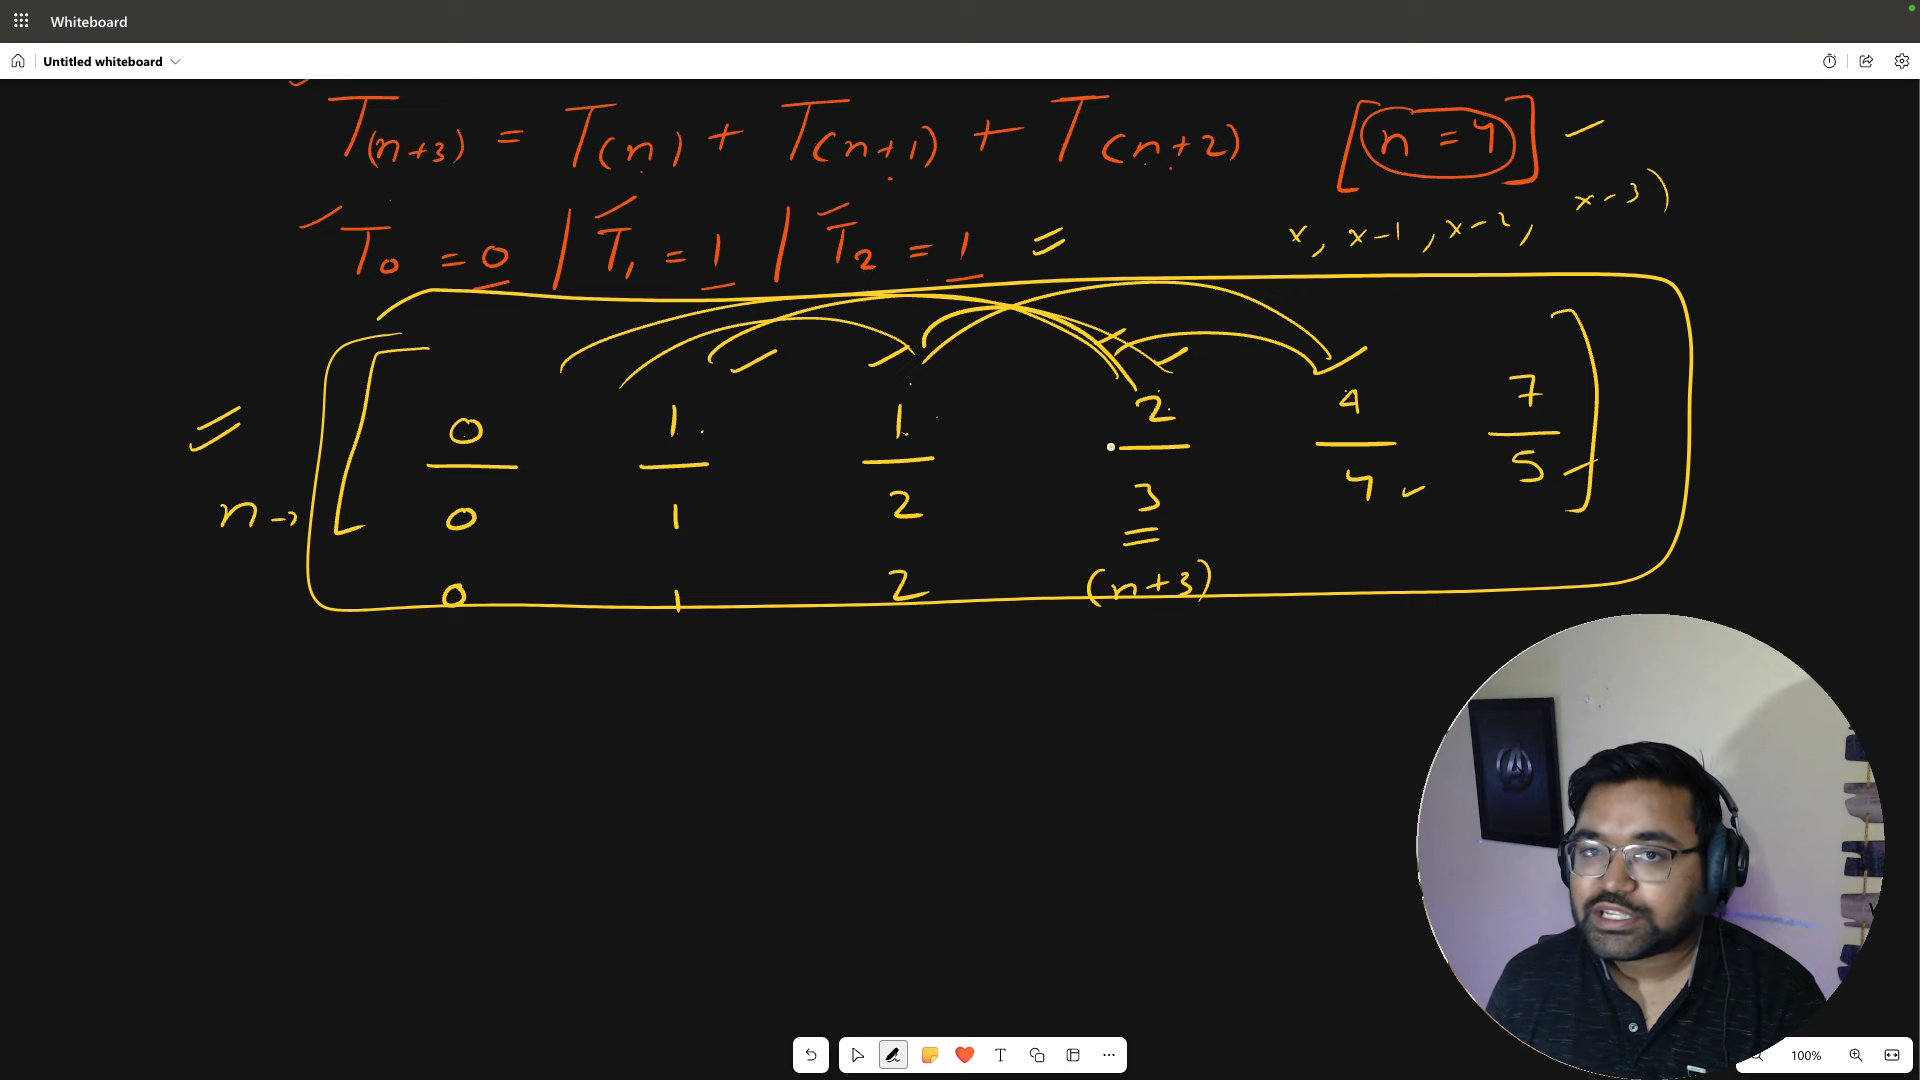 Whiteboard
Untitled whiteboard
T(n+3) = T(n) + T(n+1) + T(n+2) [n = 4]
T0 = 0 | T1 = 1 | T2 = 1 =
x, x-1, x-2, x-3)
0 1 1 2 4 7
n → 0 1 2 3 4 5
0 1 2 (n+3)
T
100%